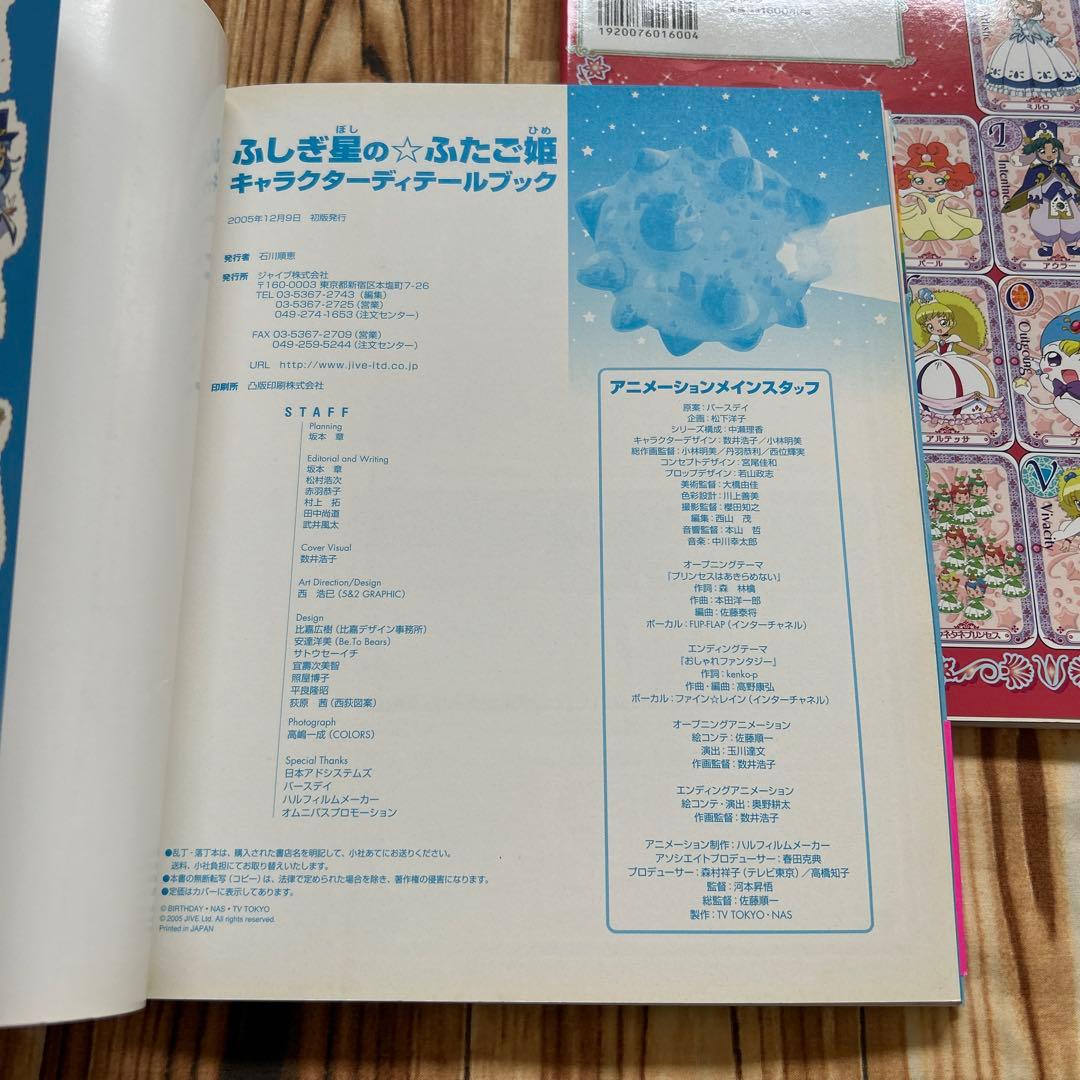 ふしぎ星の☆ふたご姫
ぼし
ひめ
キャラクターディテールブック
2005年12月9日 初版発行
発行者 石川順恵
発行所 ジャイブ株式会社
〒160-0003 東京都新宿区本塩町7-26
TEL 03-5367-2743（編集）
03-5367-2725（営業）
049-274-1653（注文センター）
FAX 03-5367-2709（営業）
049-259-5244（注文センター）
URL http://www.jive-ltd.co.jp
印刷所 凸版印刷株式会社
STAFF
Planning
坂本 章
Editorial and Writing
坂本 章
松村浩次
赤羽恭子
村上 拓
田中尚道
武井風太
Cover Visual
数井浩子
Art Direction/Design
西 浩巳（5&2 GRAPHIC）
Design
比嘉広樹（比嘉デザイン事務所）
安達洋美（Be.To Bears）
サトウセーイチ
宜壽次美智
照屋博子
平良隆昭
荻原 茜（西荻図案）
Photograph
高嶋一成（COLORS）
Special Thanks
日本アドシステムズ
バースデイ
ハルフィルムメーカー
オムニバスプロモーション
●乱丁・落丁本は、購入された書店名を明記して、小社あてにお送りください。
送料、小社負担にてお取り替えいたします。
●本書の無断転写（コピー）は、法律で定められた場合を除き、著作権の侵害になります。
●定価はカバーに表示してあります。
© BIRTHDAY・NAS・TV TOKYO
© 2005 JIVE Ltd. All rights reserved.
Printed in JAPAN
アニメーションメインスタッフ
原案：バースデイ
企画：松下洋子
シリーズ構成：中瀬理香
キャラクターデザイン：数井浩子／小林明美
総作画監督：小林明美／丹羽恭利／西位輝実
コンセプトデザイン：宮尾佳和
プロップデザイン：若山政志
美術監督：大橋由佳
色彩設計：川上善美
撮影監督：櫻田知之
編集：西山 茂
音響監督：本山 哲
音楽：中川幸太郎
オープニングテーマ
『プリンセスはあきらめない』
作詞：森 林檎
作曲：本田洋一郎
編曲：佐藤泰将
ボーカル：FLIP-FLAP（インターチャネル）
エンディングテーマ
『おしゃれファンタジー』
作詞：kenko-p
作曲・編曲：高野康弘
ボーカル：ファイン☆レイン（インターチャネル）
オープニングアニメーション
絵コンテ：佐藤順一
演出：玉川達文
作画監督：数井浩子
エンディングアニメーション
絵コンテ・演出：奥野耕太
作画監督：数井浩子
アニメーション制作：ハルフィルムメーカー
アソシエイトプロデューサー：春田克典
プロデューサー：森村祥子（テレビ東京）／高橋知子
監督：河本昇悟
総監督：佐藤順一
製作：TV TOKYO・NAS
1920076016004
ミルロ
I
Intentness
パール
アウラー
O
Outgoing
アルテッサ
V
Vivacity
タネタネプリンセス